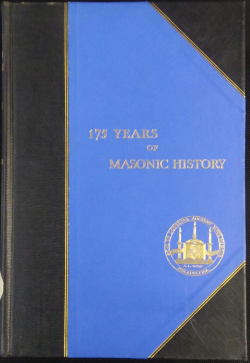 175 YEARS
OF
MASONIC HISTORY
PHILADELPHIA